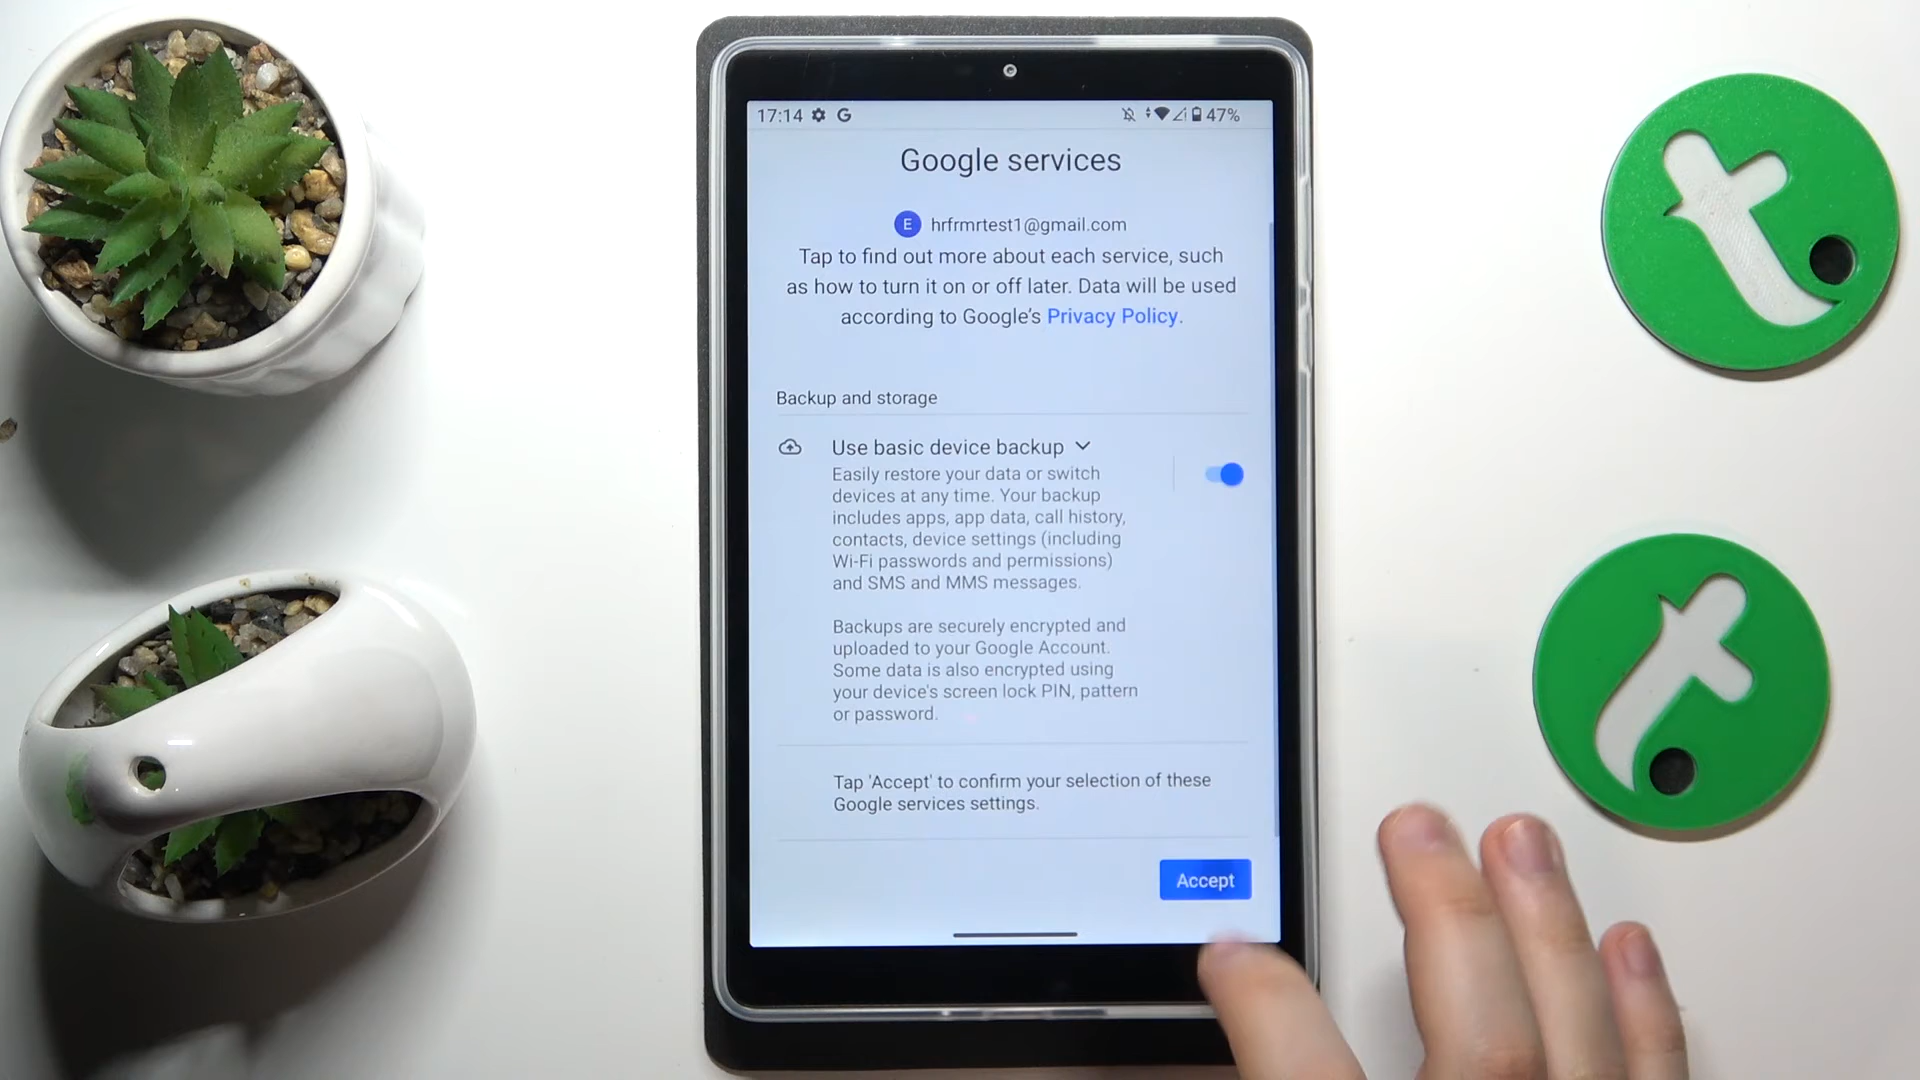 17:14 G 47%
Google services
E hrfrmrtest1@gmail.com
Tap to find out more about each service, such
as how to turn it on or off later. Data will be used
according to Google’s Privacy Policy.
Backup and storage
Use basic device backup
Easily restore your data or switch
devices at any time. Your backup
includes apps, app data, call history,
contacts, device settings (including
Wi-Fi passwords and permissions)
and SMS and MMS messages.
Backups are securely encrypted and
uploaded to your Google Account.
Some data is also encrypted using
your device's screen lock PIN, pattern
or password.
Tap 'Accept' to confirm your selection of these
Google services settings.
Accept